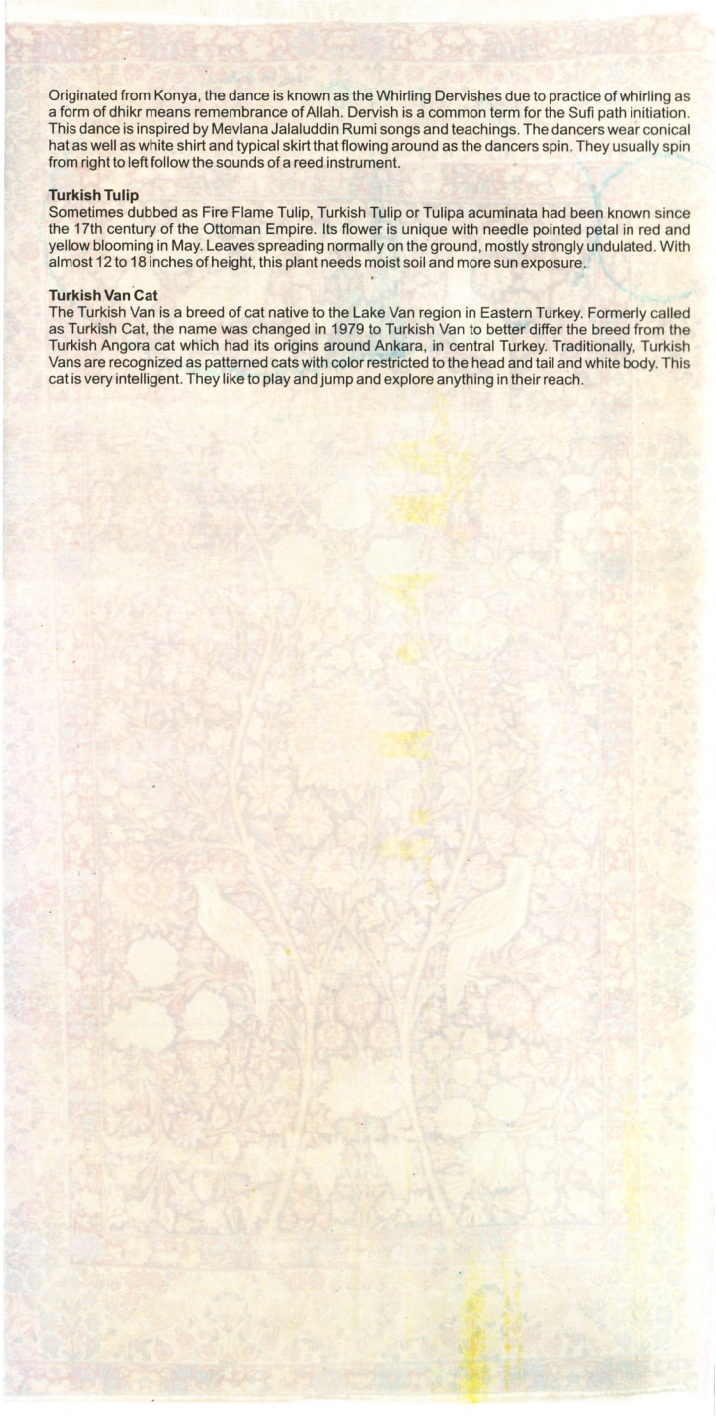 Originated from Konya, the dance is known as the Whirling Dervishes due to practice of whirling as
a form of dhikr means remembrance of Allah. Dervish is a common term for the Sufi path initiation.
This dance is inspired by Mevlana Jalaluddin Rumi songs and teachings. The dancers wear conical
hat as well as white shirt and typical skirt that flowing around as the dancers spin. They usually spin
from right to left follow the sounds of a reed instrument.
Turkish Tulip
Sometimes dubbed as Fire Flame Tulip, Turkish Tulip or Tulipa acuminata had been known since
the 17th century of the Ottoman Empire. Its flower is unique with needle pointed petal in red and
yellow blooming in May. Leaves spreading normally on the ground, mostly strongly undulated. With
almost 12 to 18 inches of height, this plant needs moist soil and more sun exposure.
Turkish Van Cat
The Turkish Van is a breed of cat native to the Lake Van region in Eastern Turkey. Formerly called
as Turkish Cat, the name was changed in 1979 to Turkish Van to better differ the breed from the
Turkish Angora cat which had its origins around Ankara, in central Turkey. Traditionally, Turkish
Vans are recognized as patterned cats with color restricted to the head and tail and white body. This
cat is very intelligent. They like to play and jump and explore anything in their reach.